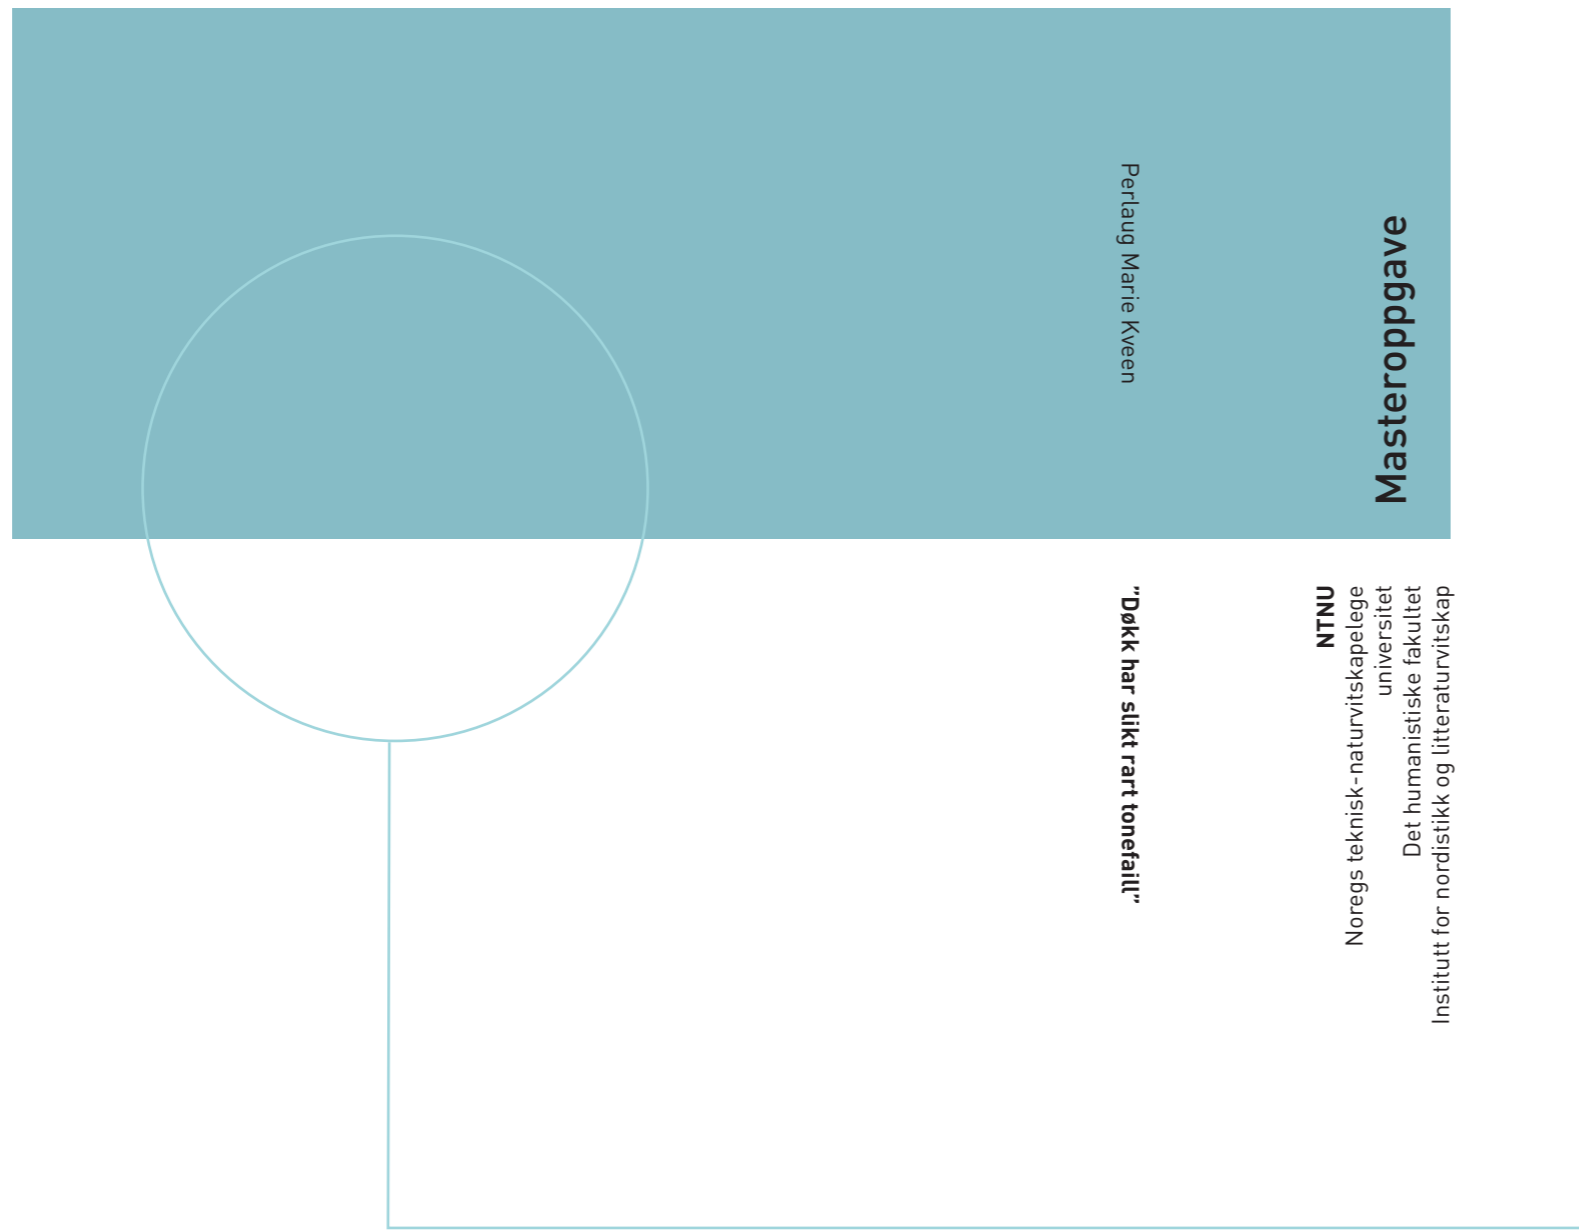 Perlaug Marie Kveen
"Døkk har slikt rart tonefaill"
Masteroppgave
NTNU
Noregs teknisk-naturvitskapelege
universitet
Det humanistiske fakultet
Institutt for nordistikk og litteraturvitskap